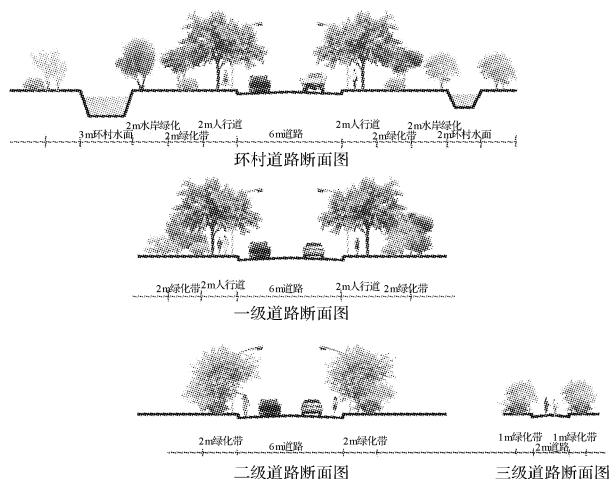 2m水岸绿化 2m人行道 2m人行道 2m水岸绿化
3m环村水面 2m绿化带 6m道路 2m绿化带 2m环村水面
环村道路断面图
2m绿化带 2m人行道 6m道路 2m人行道 2m绿化带
一级道路断面图
2m绿化带 6m道路 2m绿化带
二级道路断面图
1m绿化带 1m绿化带
2m道路
三级道路断面图